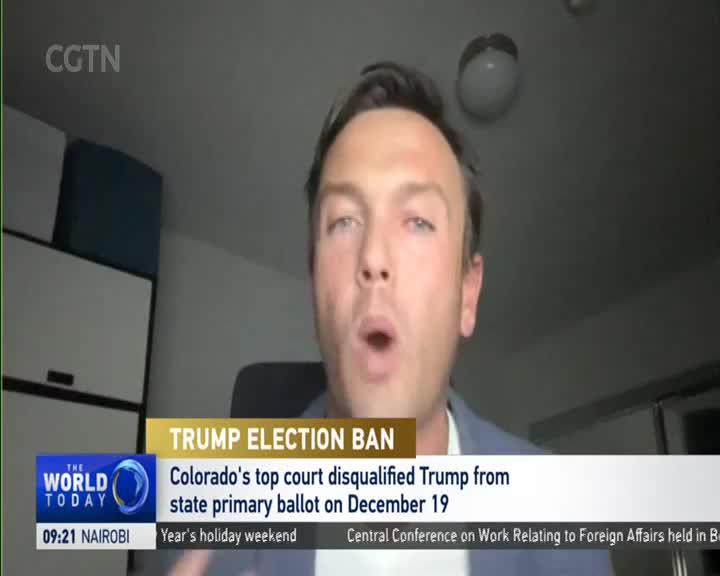 CGTN
TRUMP ELECTION BAN
Colorado's top court disqualified Trump from
state primary ballot on December 19
THE
WORLD
TODAY
09:21 NAIROBI
Year's holiday weekend
Central Conference on Work Relating to Foreign Affairs held in